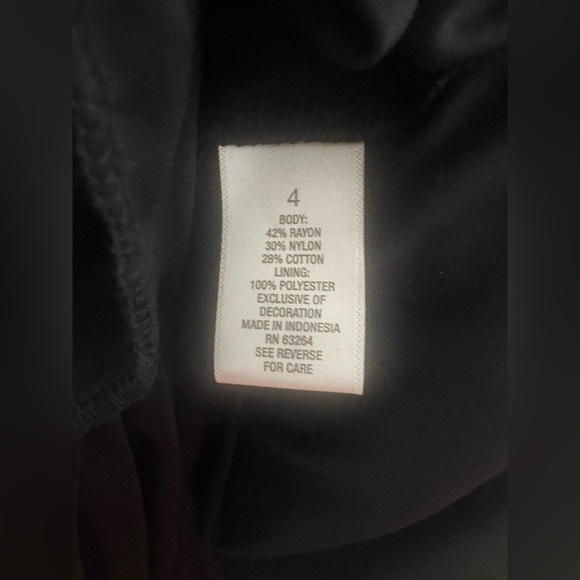 4
BODY:
42% RAYON
30% NYLON
28% COTTON
LINING:
100% POLYESTER
EXCLUSIVE OF
DECORATION
MADE IN INDONESIA
RN 63264
SEE REVERSE
FOR CARE